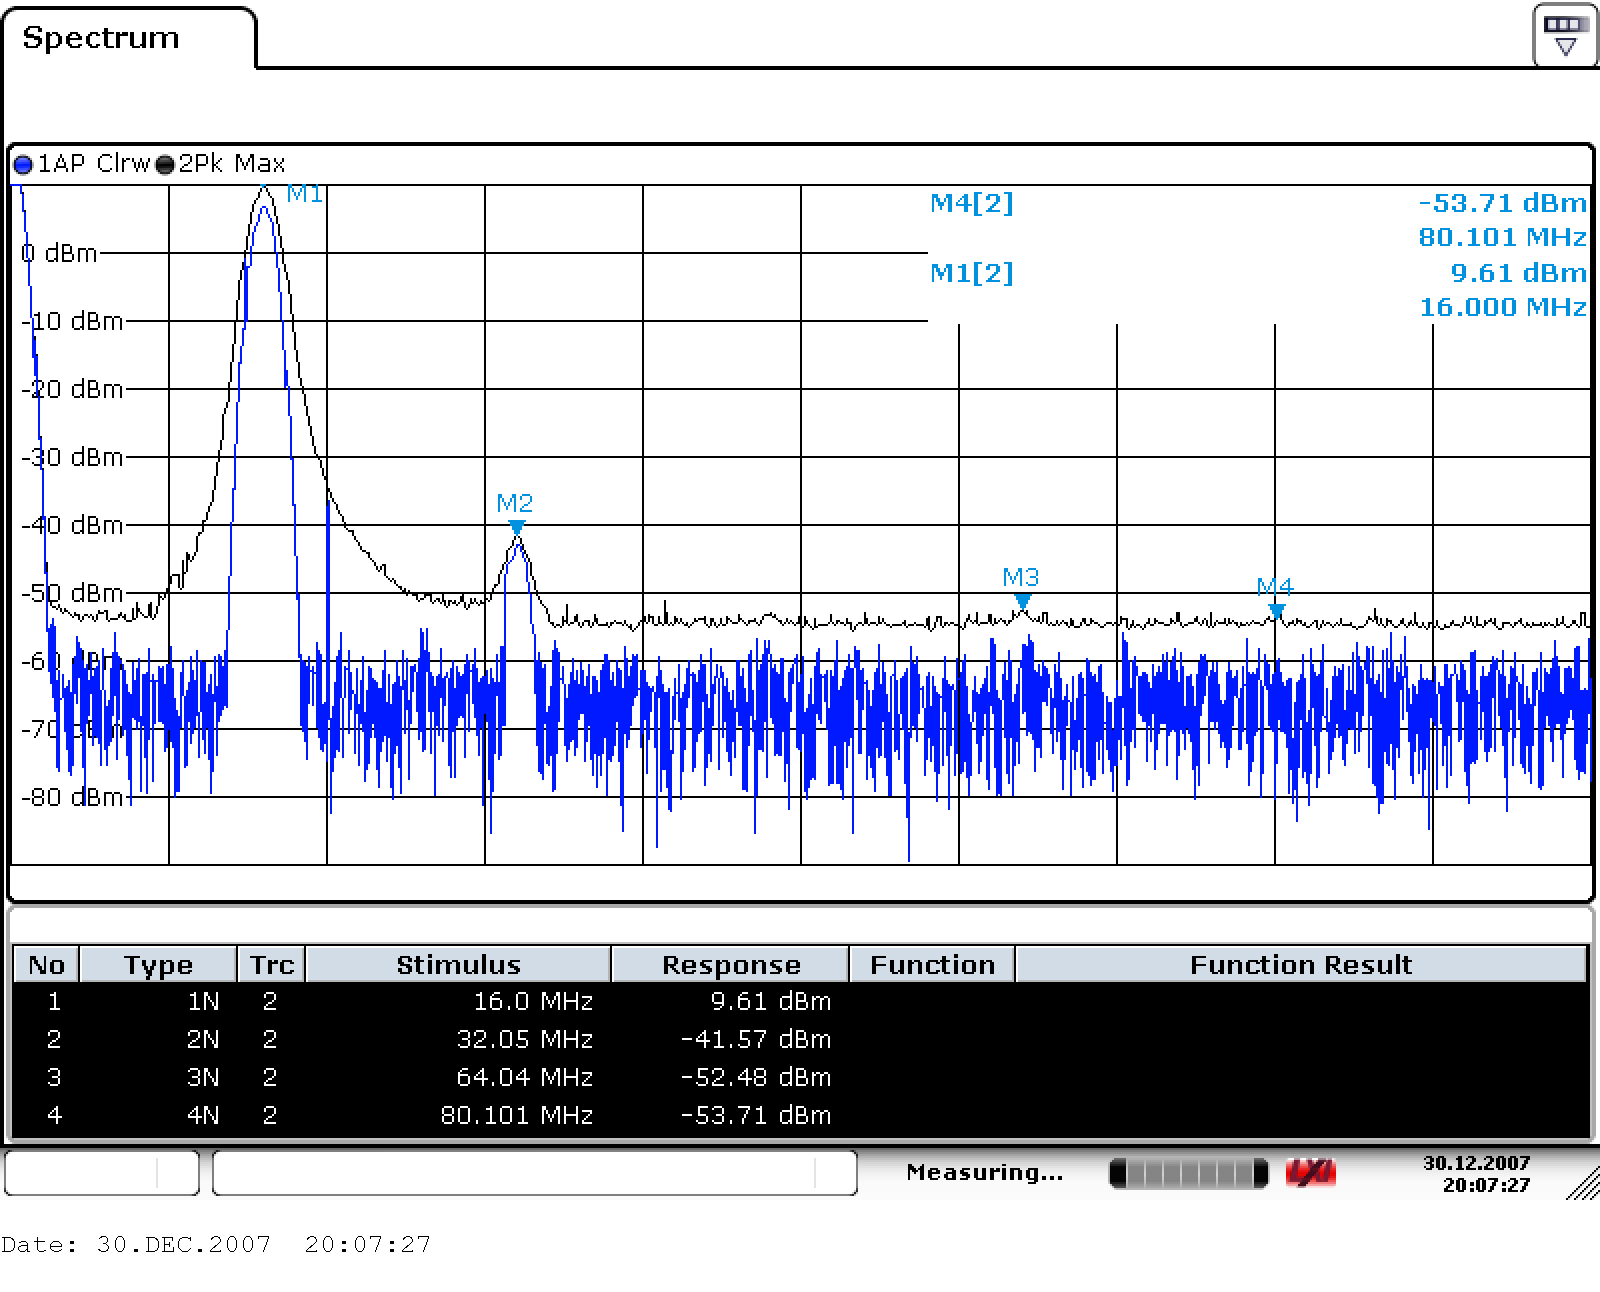 Spectrum
1AP Clrw 2Pk Max
M1
M4[2] -53.71 dBm
80.101 MHz
M1[2] 9.61 dBm
16.000 MHz
0 dBm
-10 dBm
-20 dBm
-30 dBm
-40 dBm
M2
-50 dBm
M3
M4
-60 dBm
-70 dBm
-80 dBm
No Type Trc Stimulus Response Function Function Result
1 1N 2 16.0 MHz 9.61 dBm
2 2N 2 32.05 MHz -41.57 dBm
3 3N 2 64.04 MHz -52.48 dBm
4 4N 2 80.101 MHz -53.71 dBm
Measuring... LXI 30.12.2007
20:07:27
Date: 30.DEC.2007 20:07:27